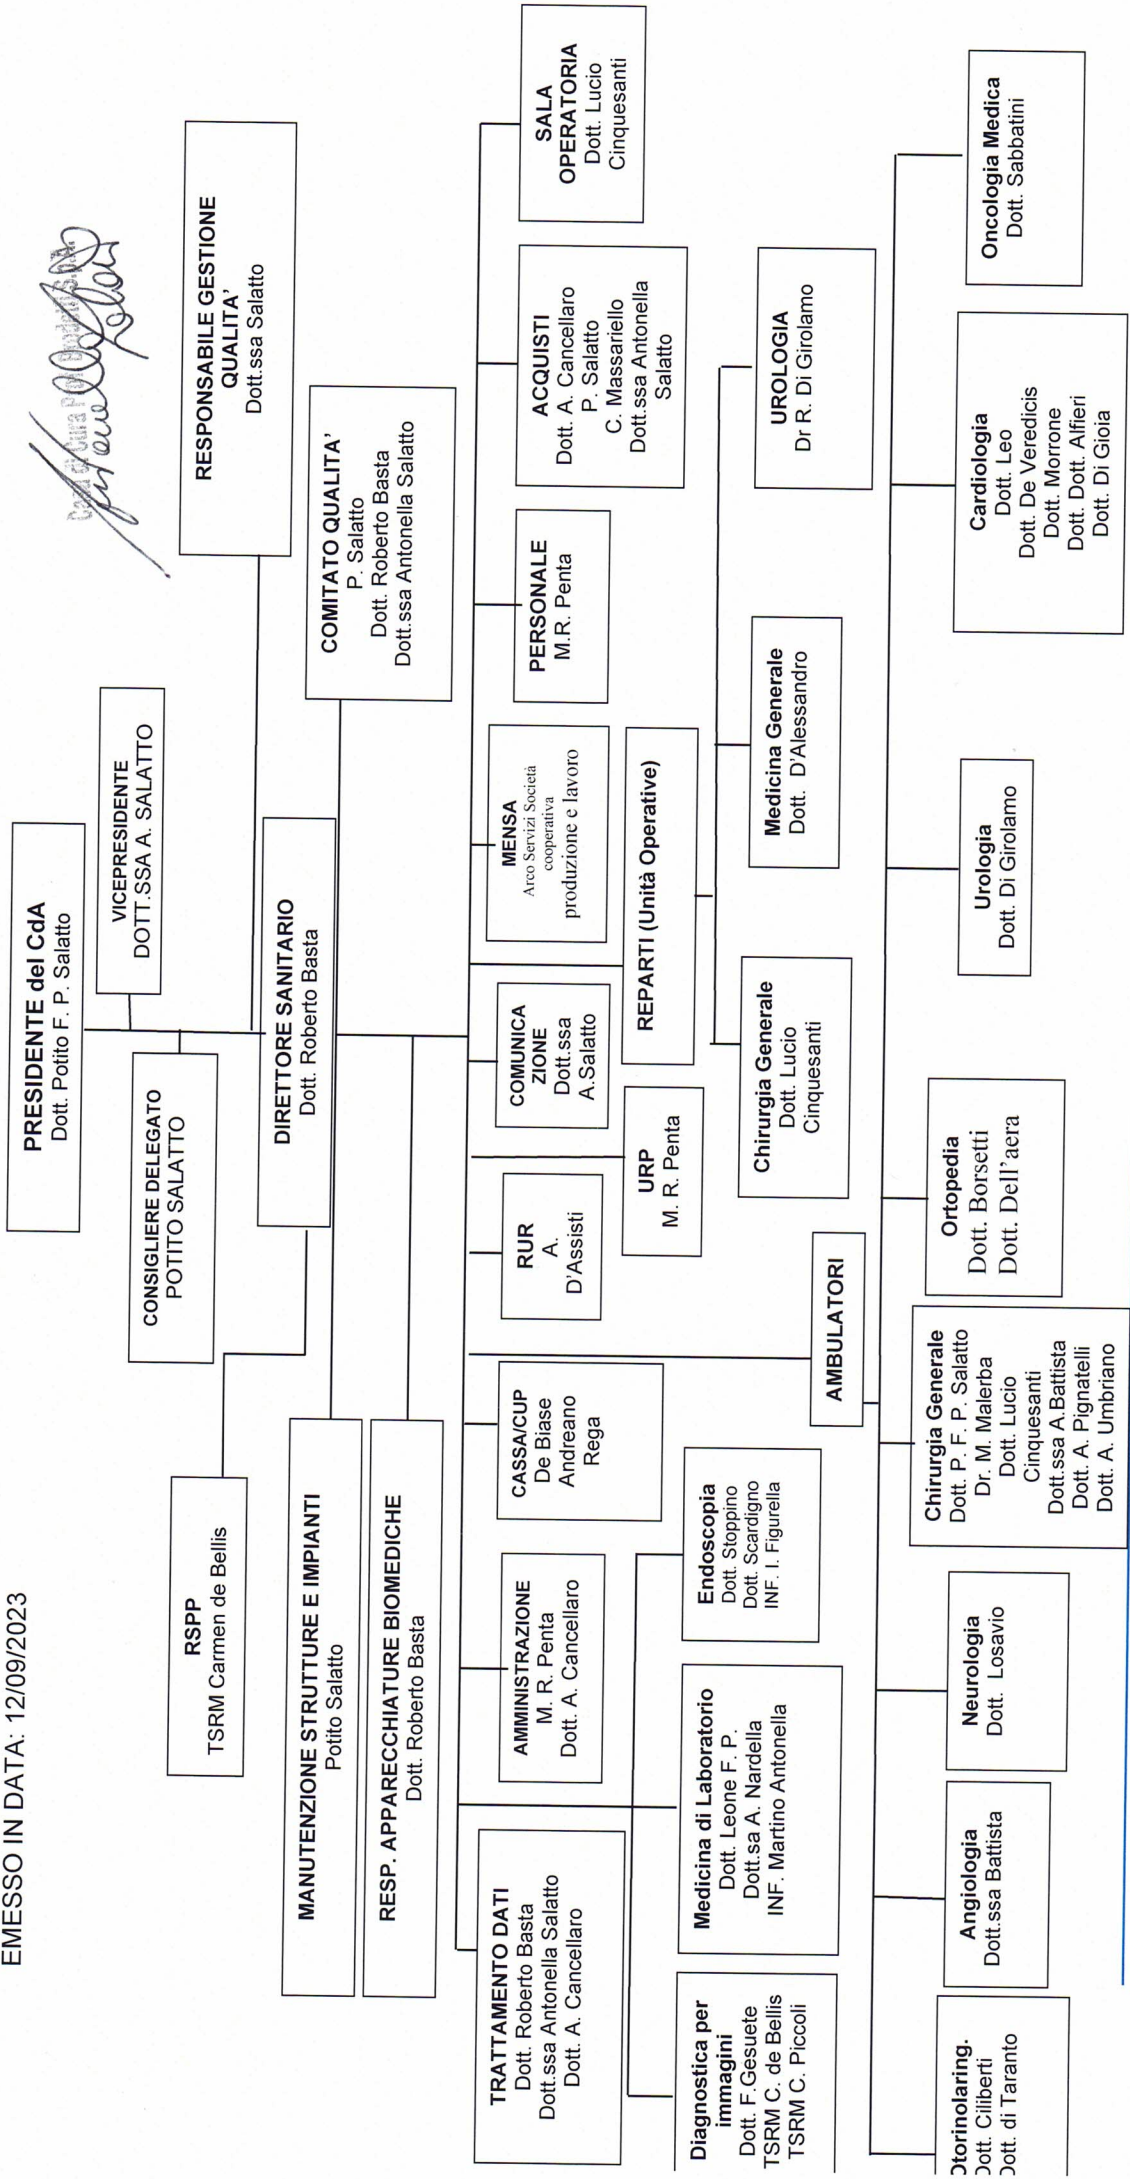 EMESSO IN DATA: 12/09/2023
PRESIDENTE del CdA
Dott. Potito F. P. Salatto
VICEPRESIDENTE
DOTT.SSA A. SALATTO
CONSIGLIERE DELEGATO
POTITO SALATTO
RESPONSABILE GESTIONE
QUALITA'
Dott.ssa Salatto
RSPP
TSRM Carmen de Bellis
DIRETTORE SANITARIO
Dott. Roberto Basta
COMITATO QUALITA'
P. Salatto
Dott. Roberto Basta
Dott.ssa Antonella Salatto
MANUTENZIONE STRUTTURE E IMPIANTI
Potito Salatto
RESP. APPARECCHIATURE BIOMEDICHE
Dott. Roberto Basta
TRATTAMENTO DATI
Dott. Roberto Basta
Dott.ssa Antonella Salatto
Dott. A. Cancellaro
AMMINISTRAZIONE
M. R. Penta
Dott. A. Cancellaro
CASSA/CUP
De Biase
Andreano
Rega
RUR
A.
D'Assisti
COMUNICA
ZIONE
Dott.ssa
A.Salatto
MENSA
Arco Servizi Società
cooperativa
produzione e lavoro
PERSONALE
M.R. Penta
ACQUISTI
Dott. A. Cancellaro
P. Salatto
C. Massariello
Dott.ssa Antonella
Salatto
SALA
OPERATORIA
Dott. Lucio
Cinquesanti
URP
M. R. Penta
REPARTI (Unità Operative)
Diagnostica per
immagini
Dott. F.Gesuete
TSRM C. de Bellis
TSRM C. Piccoli
Medicina di Laboratorio
Dott. Leone F. P.
Dott.sa A. Nardella
INF. Martino Antonella
Endoscopia
Dott. Stoppino
Dott. Scardigno
INF. I. Figurella
Chirurgia Generale
Dott. Lucio
Cinquesanti
Medicina Generale
Dott. D'Alessandro
UROLOGIA
Dr R. Di Girolamo
AMBULATORI
Otorinolaring.
Dott. Ciliberti
Dott. di Taranto
Angiologia
Dott.ssa Battista
Neurologia
Dott. Losavio
Chirurgia Generale
Dott. P. F. P. Salatto
Dr. M. Malerba
Dott. Lucio
Cinquesanti
Dott.ssa A.Battista
Dott. A. Pignatelli
Dott. A. Umbriano
Ortopedia
Dott. Borsetti
Dott. Dell'aera
Urologia
Dott. Di Girolamo
Cardiologia
Dott. Leo
Dott. De Veredicis
Dott. Morrone
Dott. Dott. Alfieri
Dott. Di Gioia
Oncologia Medica
Dott. Sabbatini